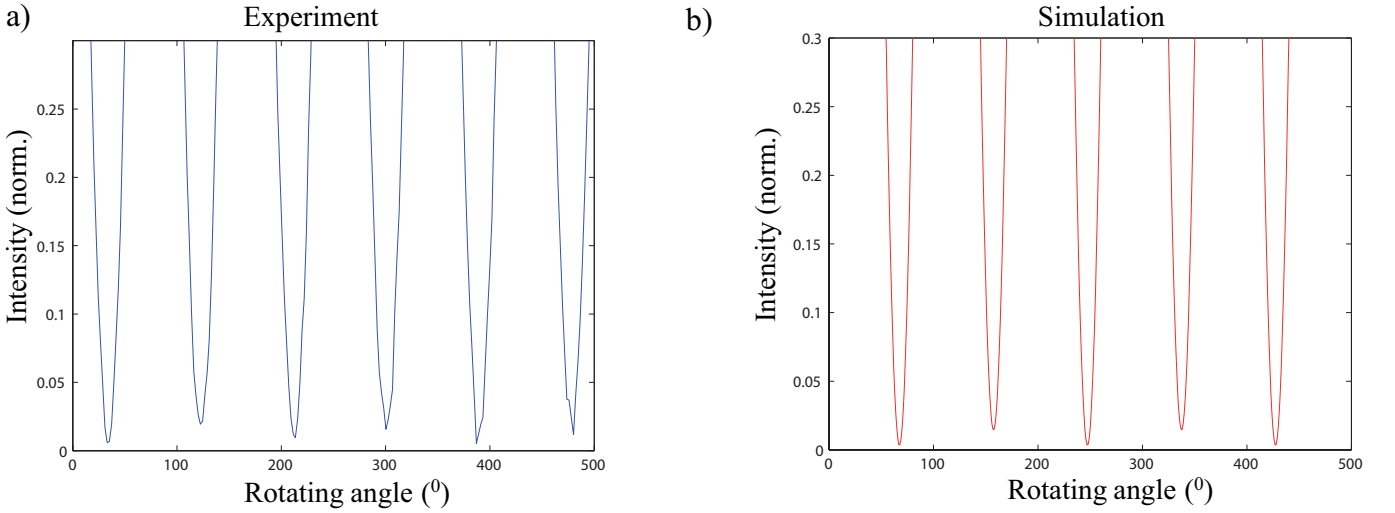 a)
Experiment
Intensity (norm.)
0.25
0.2
0.15
0.1
0.05
0
0 100 200 300 400 500
Rotating angle (⁰)
b)
Simulation
Intensity (norm.)
0.3
0.25
0.2
0.15
0.1
0.05
0
0 100 200 300 400 500
Rotating angle (⁰)